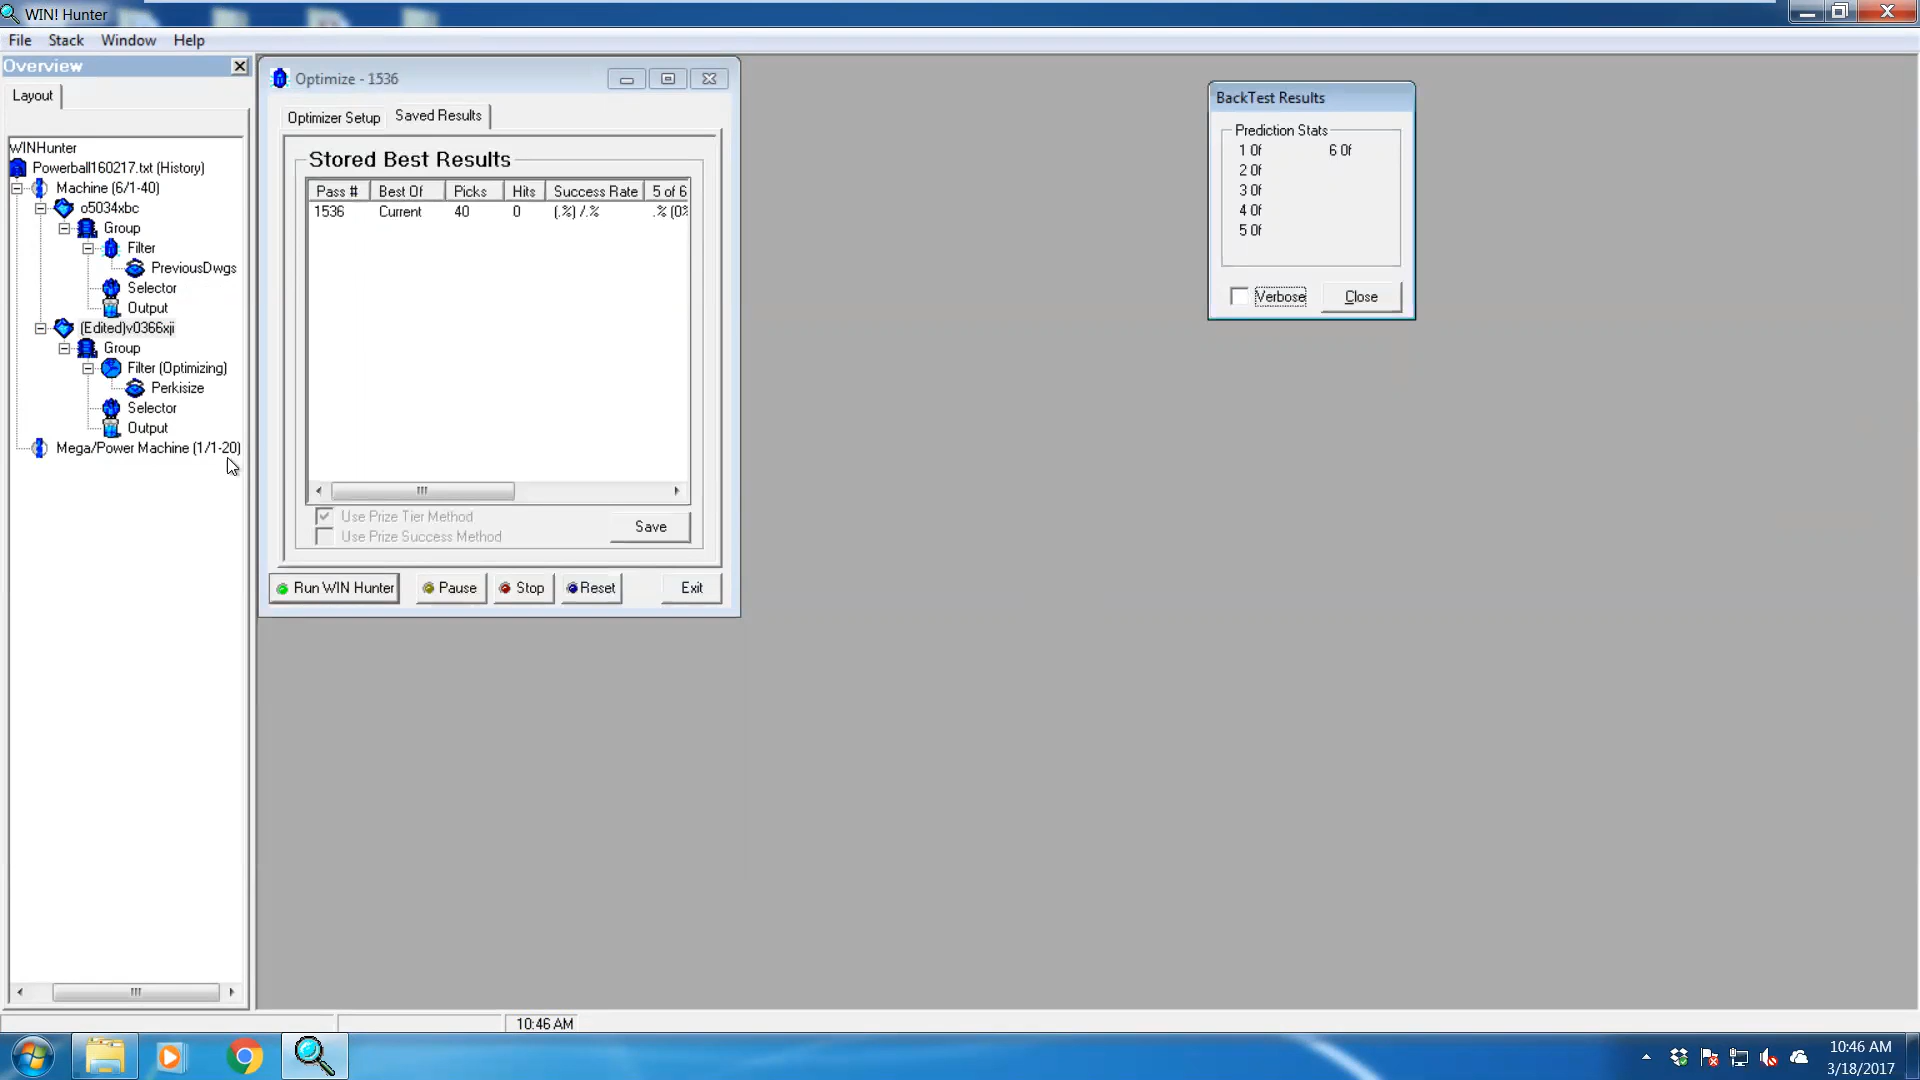 WIN! Hunter
File Stack Window Help
Overview
Layout
WINHunter
Powerball160217.txt (History)
Machine (6/1-40)
o5034xbc
Group
Filter
PreviousDwgs
Selector
Output
(Edited)v0366xji
Group
Filter (Optimizing)
Perkisize
Selector
Output
Mega/Power Machine (1/1-20)
Optimize - 1536
Optimizer Setup Saved Results
Stored Best Results
Pass # Best Of Picks Hits Success Rate 5 of 6
1536 Current 40 0 (.%) /.% .% (0%
Use Prize Tier Method
Use Prize Success Method
Save
Run WIN Hunter Pause Stop Reset Exit
BackTest Results
Prediction Stats
1 Of 6 Of
2 Of
3 Of
4 Of
5 Of
Verbose Close
10:46 AM
10:46 AM
3/18/2017